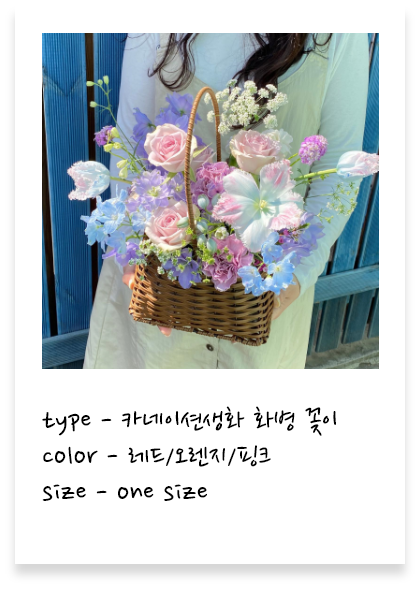 type - 카네이션생화 화병 꽃이
color - 레드/오렌지/핑크
size - one size